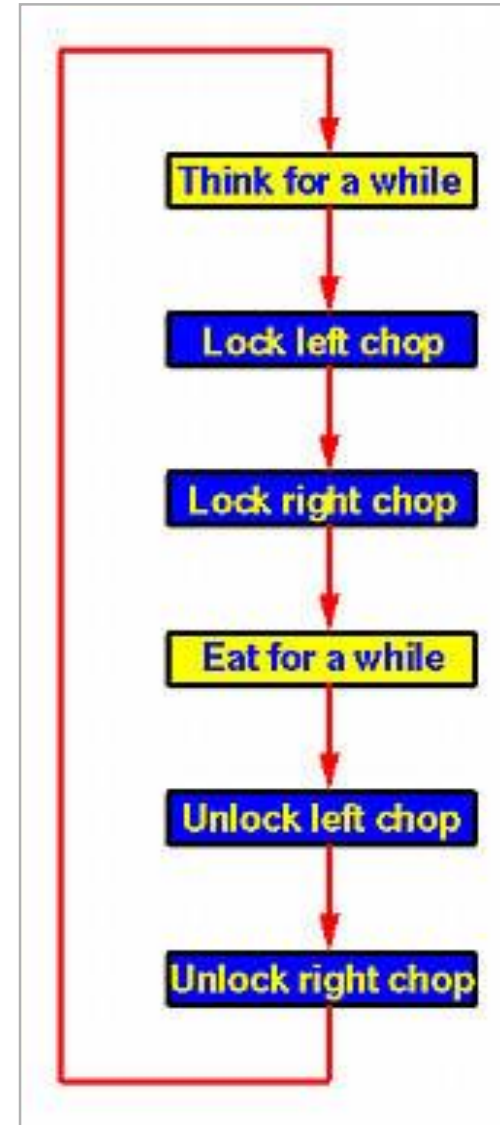 Think for a while
Lock left chop
Lock right chop
Eat for a while
Unlock left chop
Unlock right chop